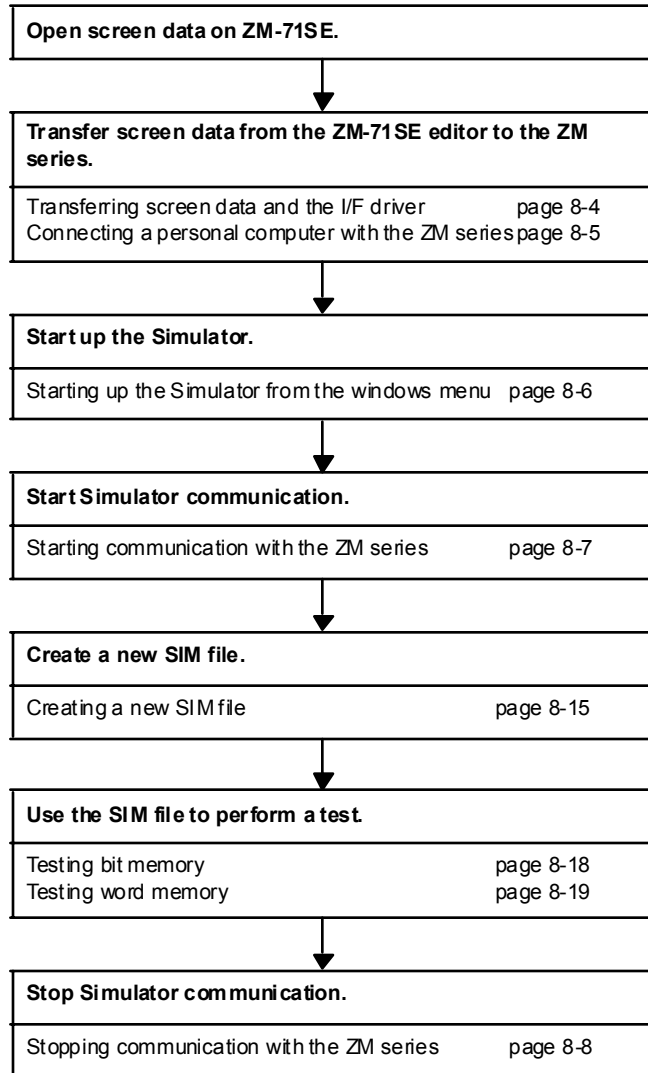 Open screen data on ZM-71SE.
Transfer screen data from the ZM-71SE editor to the ZM
series.
Transferring screen data and the I/F driver page 8-4
Connecting a personal computer with the ZM series page 8-5
Start up the Simulator.
Starting up the Simulator from the windows menu page 8-6
Start Simulator communication.
Starting communication with the ZM series page 8-7
Create a new SIM file.
Creating a new SIM file page 8-15
Use the SIM file to perform a test.
Testing bit memory page 8-18
Testing word memory page 8-19
Stop Simulator communication.
Stopping communication with the ZM series page 8-8